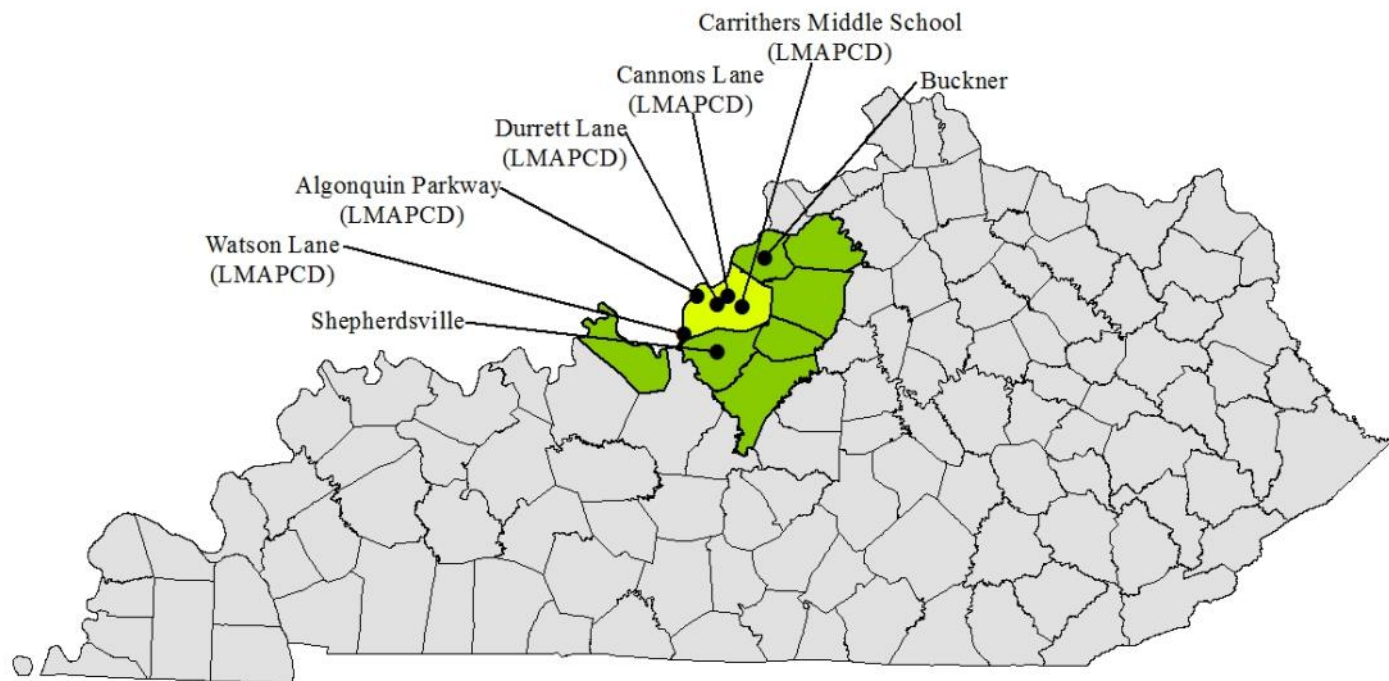 Carrithers Middle School
(LMAPCD)
Cannons Lane
(LMAPCD)
Buckner
Durrett Lane
(LMAPCD)
Algonquin Parkway
(LMAPCD)
Watson Lane
(LMAPCD)
Shepherdsville